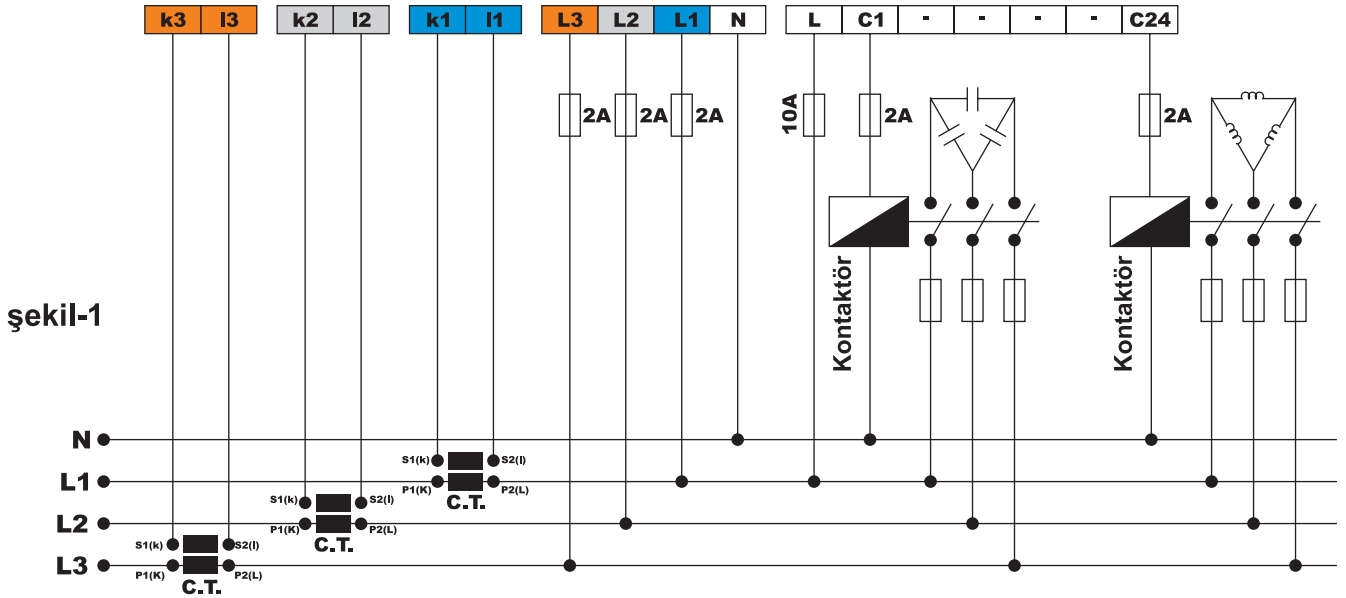 k3 l3 k2 l2 k1 l1 L3 L2 L1 N L C1 - - - - C24
2A 2A 2A 10A 2A 2A
Kontaktör Kontaktör
şekil-1
N
S1(k) S2(l)
L1
P1(K) P2(L)
C.T.
S1(k) S2(l)
L2
P1(K) P2(L)
C.T.
S1(k) S2(l)
L3
P1(K) P2(L)
C.T.